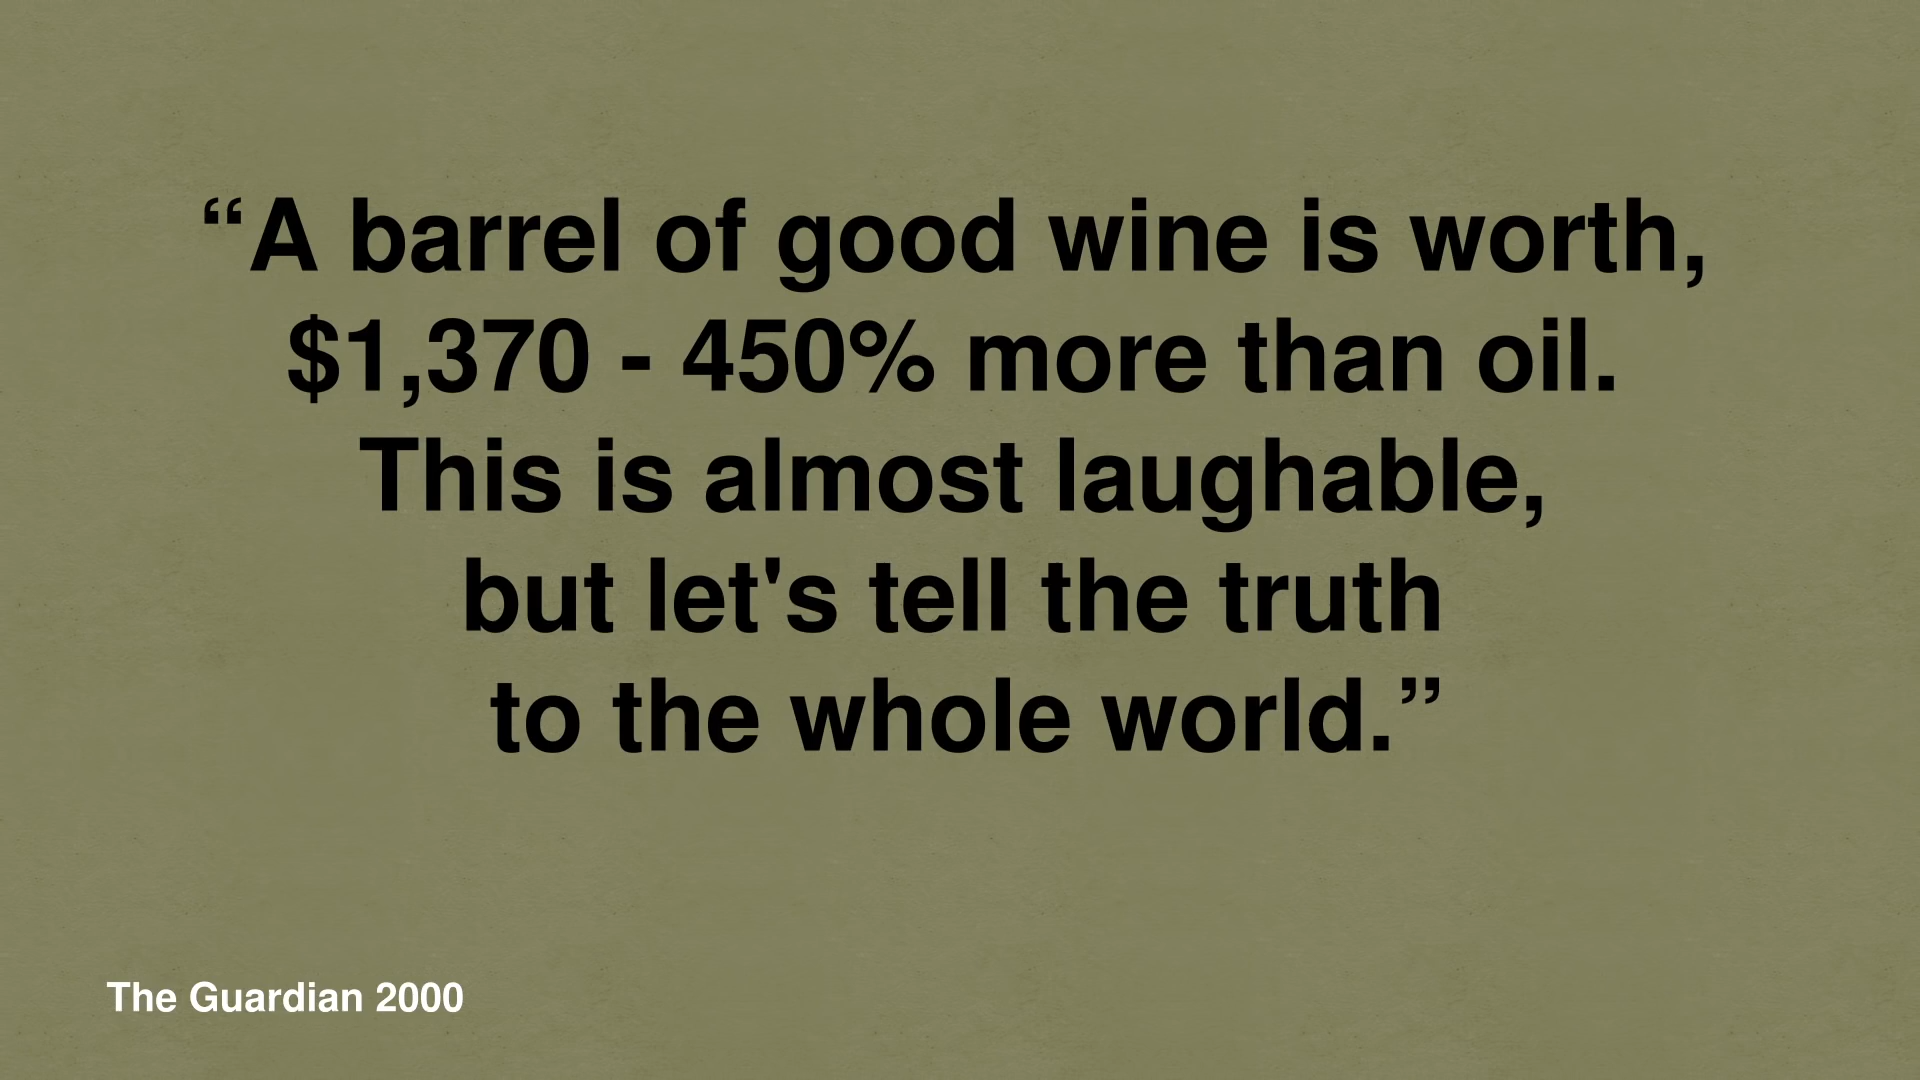 “A barrel of good wine is worth,
$1,370 - 450% more than oil.
This is almost laughable,
but let's tell the truth
to the whole world.”
The Guardian 2000